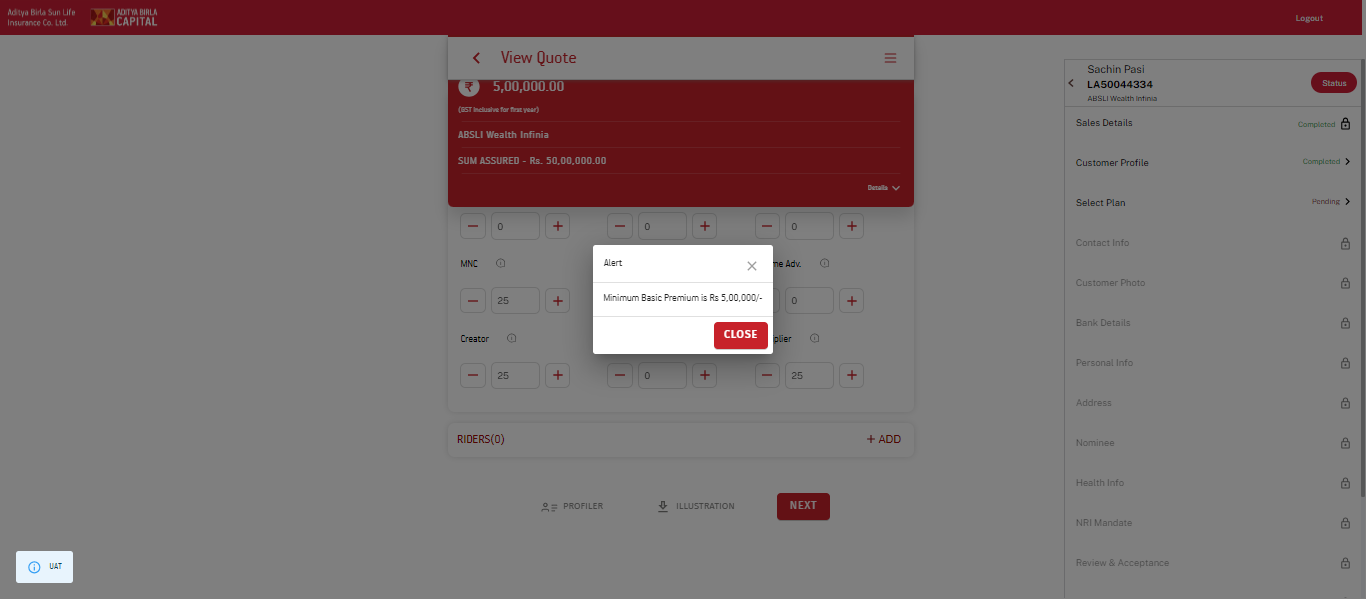 Aditya Birla Sun Life
Insurance Co. Ltd.
ADITYA BIRLA
CAPITAL
Logout
View Quote
₹ 5,00,000.00
(GST inclusive for first year)
ABSLI Wealth Infinia
SUM ASSURED - Rs. 50,00,000.00
Details
0
0
0
MNC
me Adv.
25
0
Creator
plier
25
0
25
Alert
Minimum Basic Premium is Rs 5,00,000/-
CLOSE
RIDERS(0)
+ ADD
PROFILER
ILLUSTRATION
NEXT
UAT
Sachin Pasi
LA50044334
ABSLI Wealth Infinia
Status
Sales Details
Completed
Customer Profile
Completed
Select Plan
Pending
Contact Info
Customer Photo
Bank Details
Personal Info
Address
Nominee
Health Info
NRI Mandate
Review & Acceptance